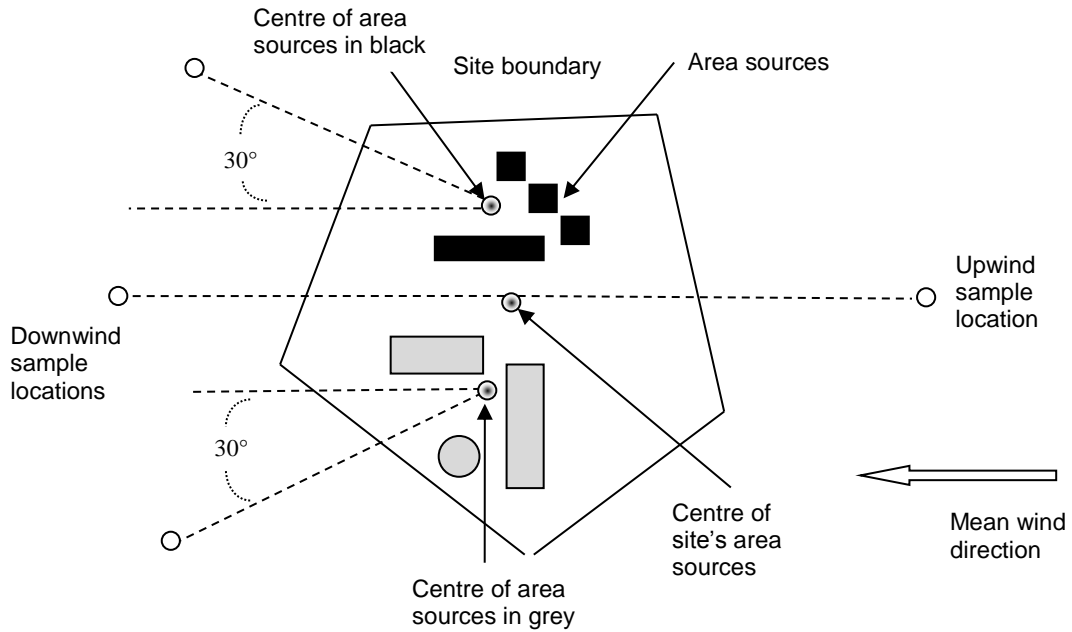 Centre of area
sources in black
Site boundary
Area sources
30°
Upwind
sample
location
Downwind
sample
locations
30°
Centre of
site's area
sources
Mean wind
direction
Centre of area
sources in grey